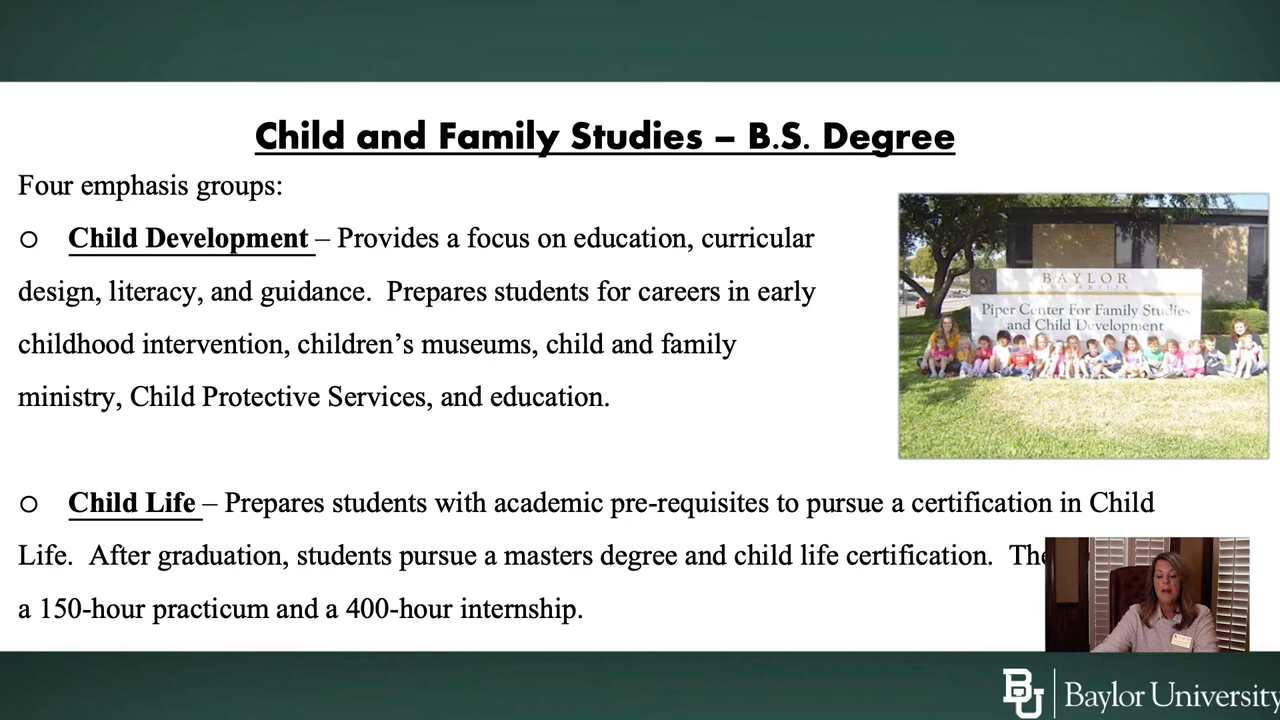 Child and Family Studies – B.S. Degree
Four emphasis groups:
Child Development – Provides a focus on education, curricular
design, literacy, and guidance. Prepares students for careers in early
childhood intervention, children’s museums, child and family
ministry, Child Protective Services, and education.
BAYLOR
UNIVERSITY
Piper Center For Family Studies
and Child Development
Child Life – Prepares students with academic pre-requisites to pursue a certification in Child
Life. After graduation, students pursue a masters degree and child life certification.
a 150-hour practicum and a 400-hour internship.
BU
Baylor University